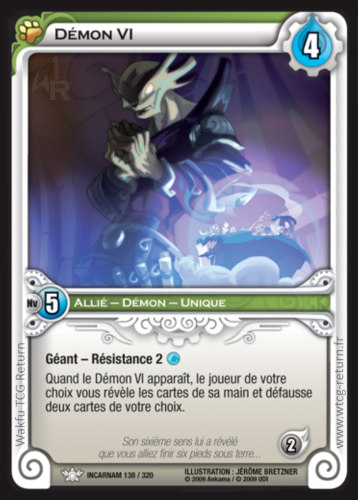 Démon VI
4
Nv 5 Allié – Démon – Unique
Géant – Résistance 2
Quand le Démon VI apparaît, le joueur de votre
choix vous révèle les cartes de sa main et défausse
deux cartes de votre choix.
Son sixième sens lui a révélé
que vous alliez finir six pieds sous terre...
2
INCARNAM 138 / 320
ILLUSTRATION : JÉRÔME BRETZNER
© 2009 Ankama / © 2009 UDI
Wakfu TCG Return
www.wtcg-return.fr